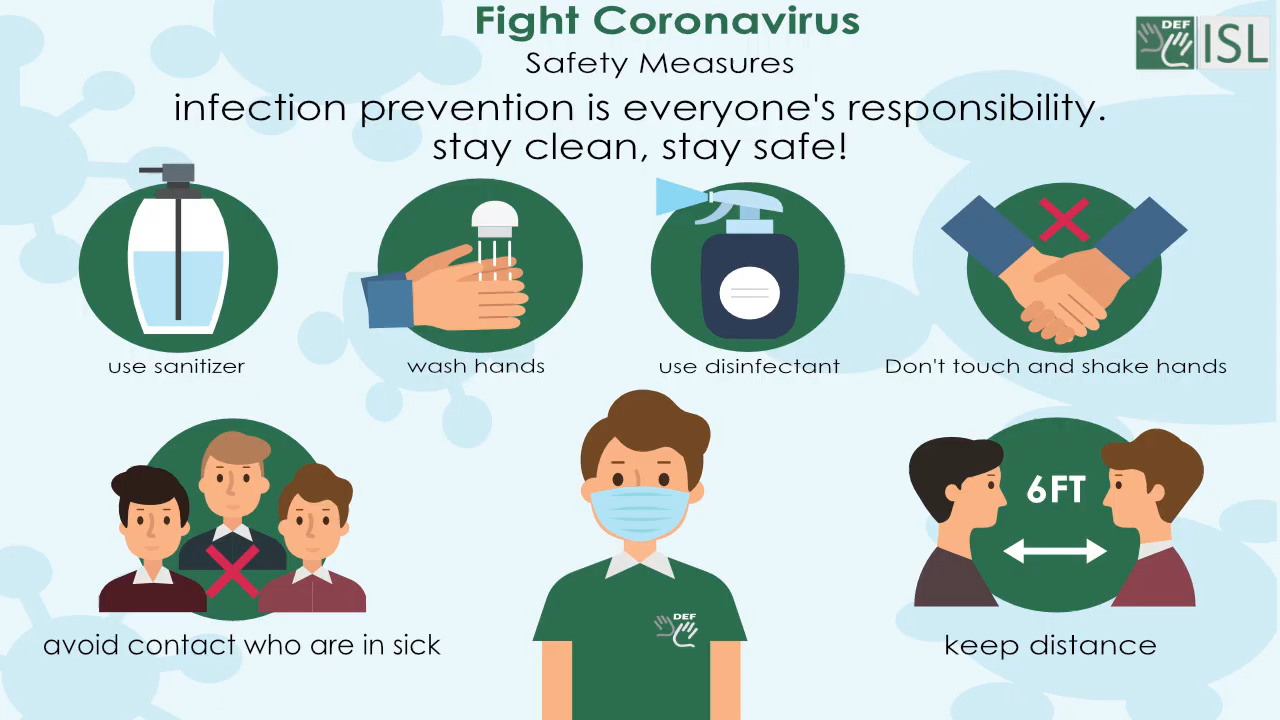 Fight Coronavirus
DEF ISL
Safety Measures
infection prevention is everyone's responsibility.
stay clean, stay safe!
use sanitizer
wash hands
use disinfectant
Don't touch and shake hands
6FT
DEF
avoid contact who are in sick
keep distance